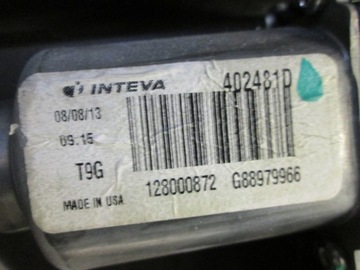 INTEVA 402481D
08/08/13
09.15
T9G
128000872 G88979966
MADE IN USA